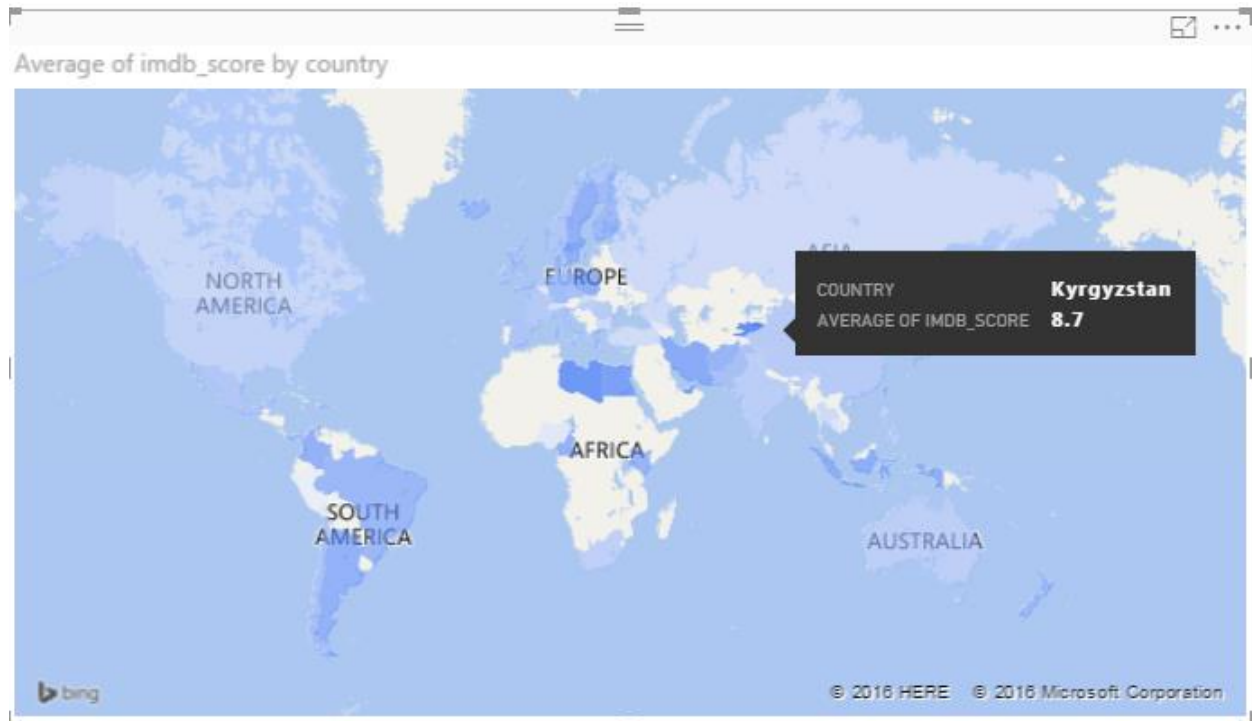 Average of imdb_score by country
NORTH
AMERICA
EUROPE
ASIA
COUNTRY Kyrgyzstan
AVERAGE OF IMDB_SCORE 8.7
AFRICA
SOUTH
AMERICA
AUSTRALIA
bing
© 2016 HERE © 2016 Microsoft Corporation